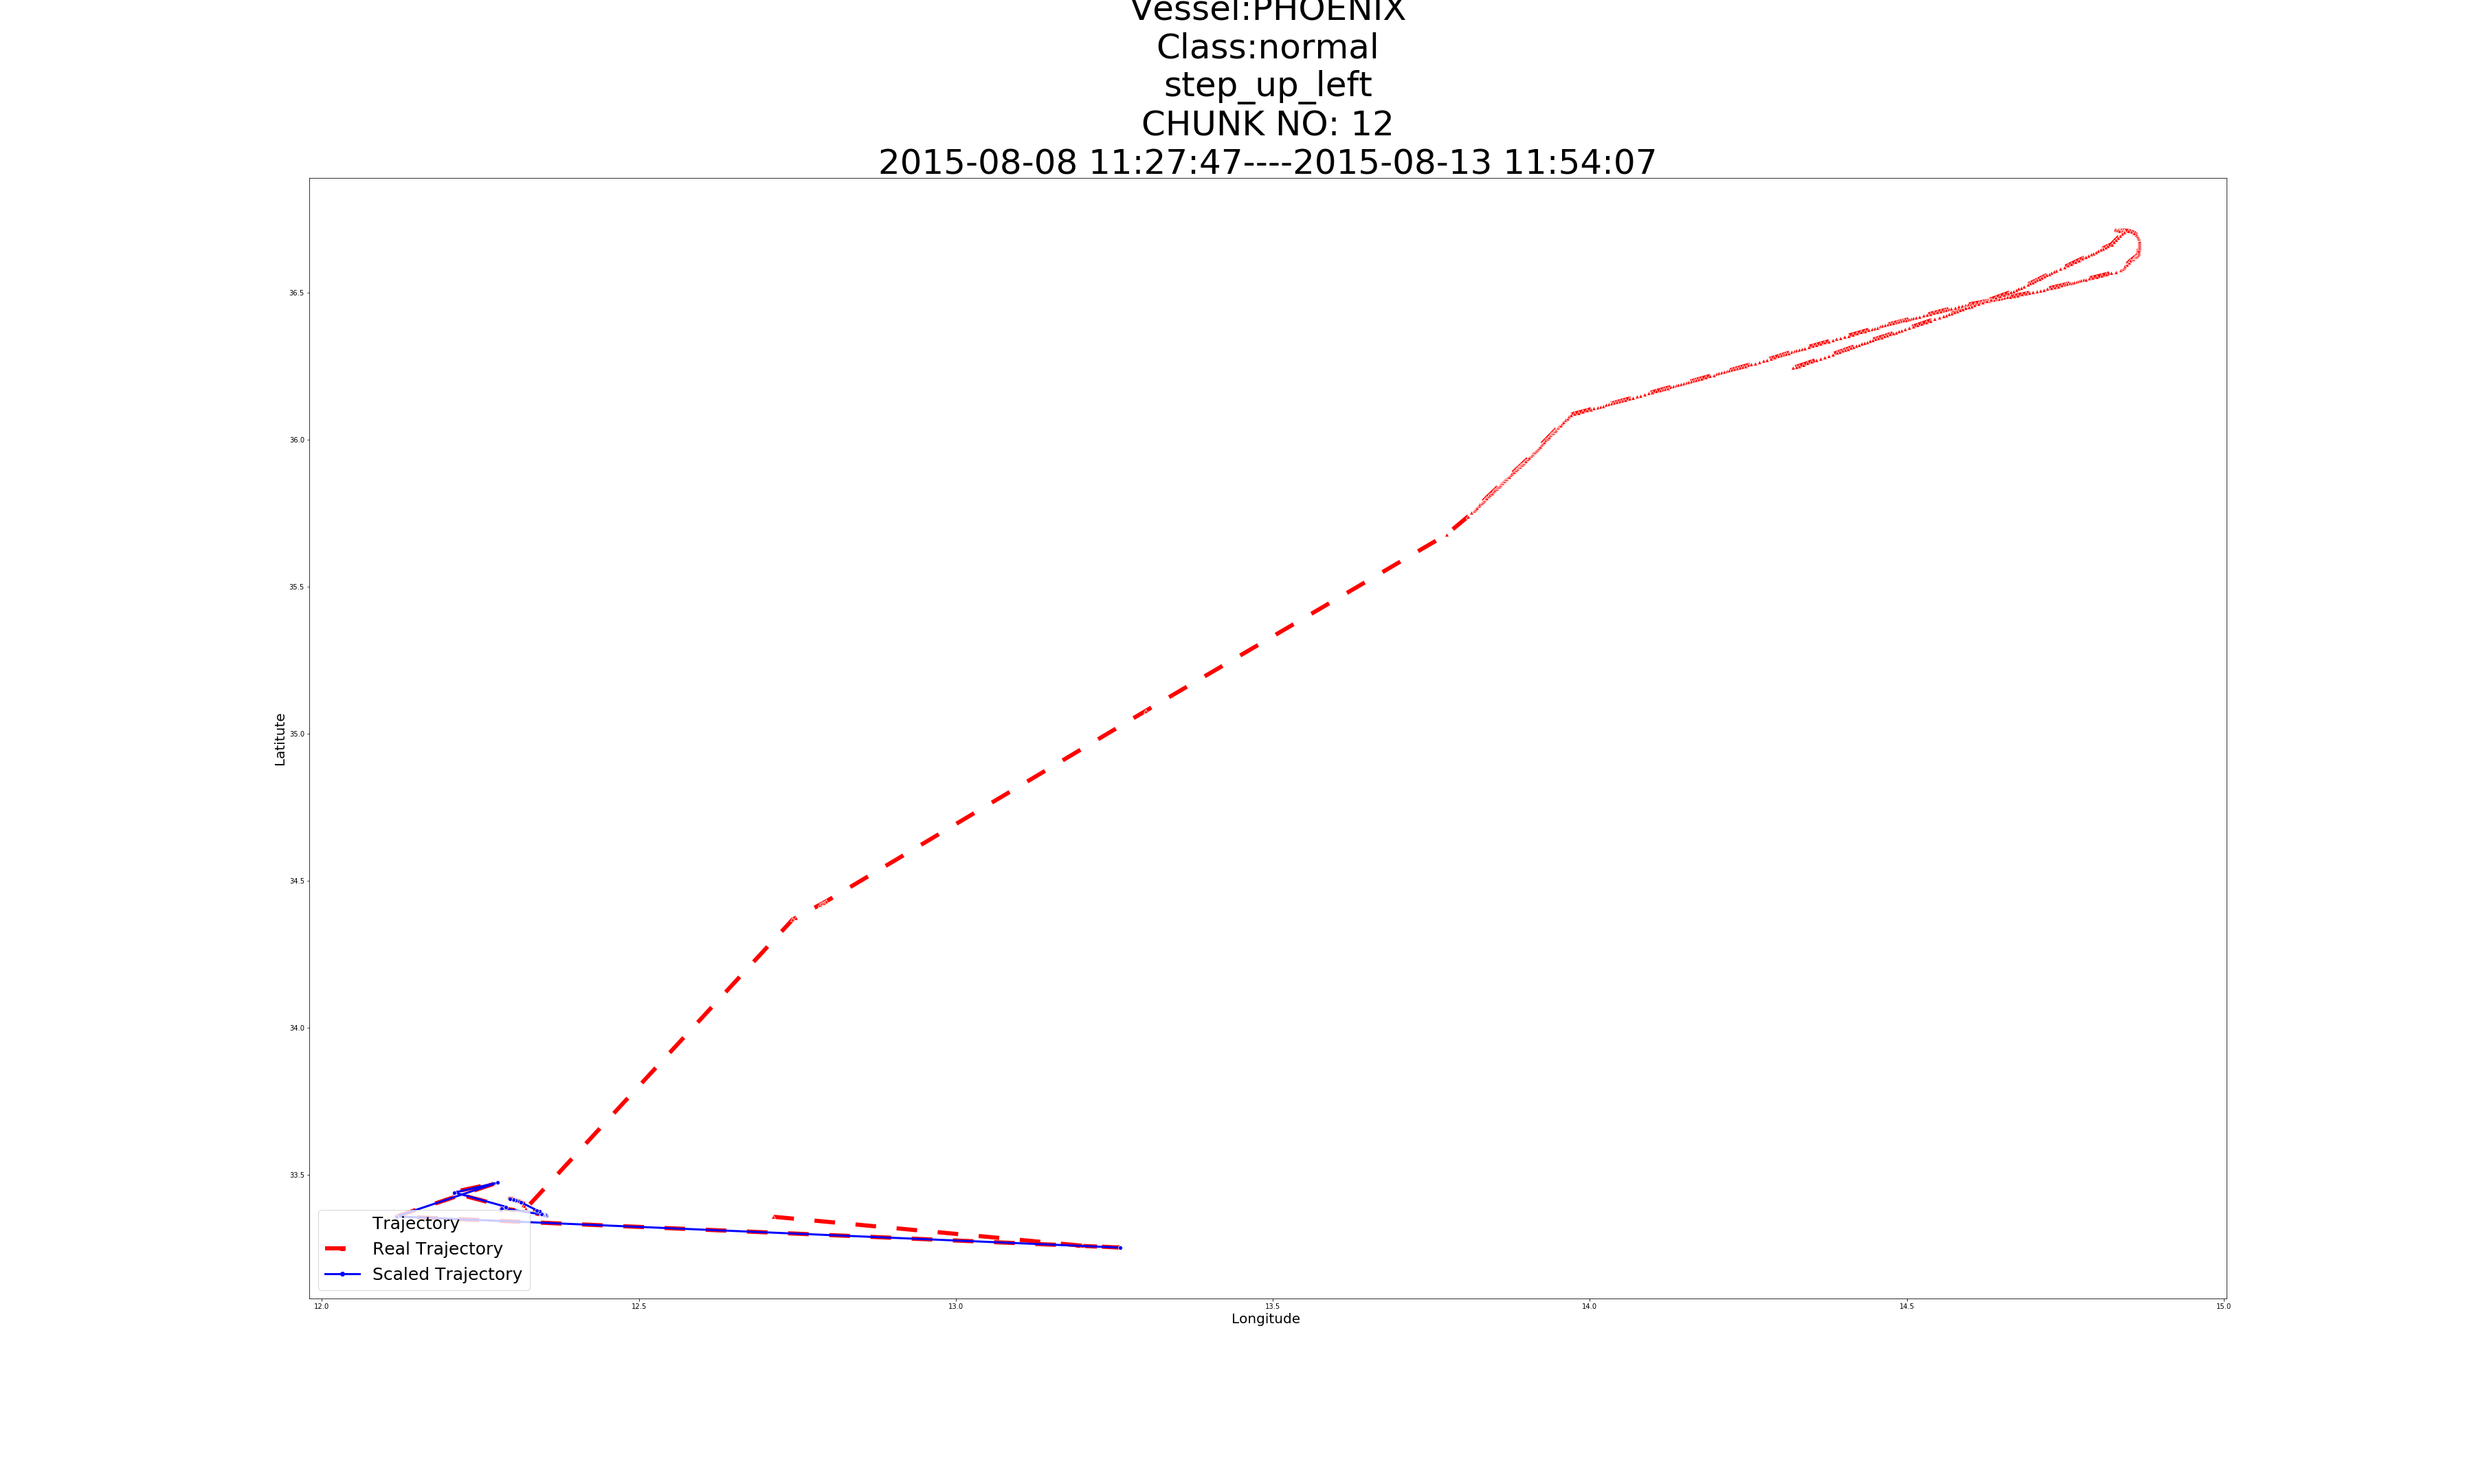 Vessel:PHOENIX
Class:normal
step_up_left
CHUNK NO: 12
2015-08-08 11:27:47----2015-08-13 11:54:07
36.5
36.0
35.5
35.0
34.5
34.0
33.5
Latitute
Trajectory
Real Trajectory
Scaled Trajectory
12.0
12.5
13.0
13.5
14.0
14.5
15.0
Longitude